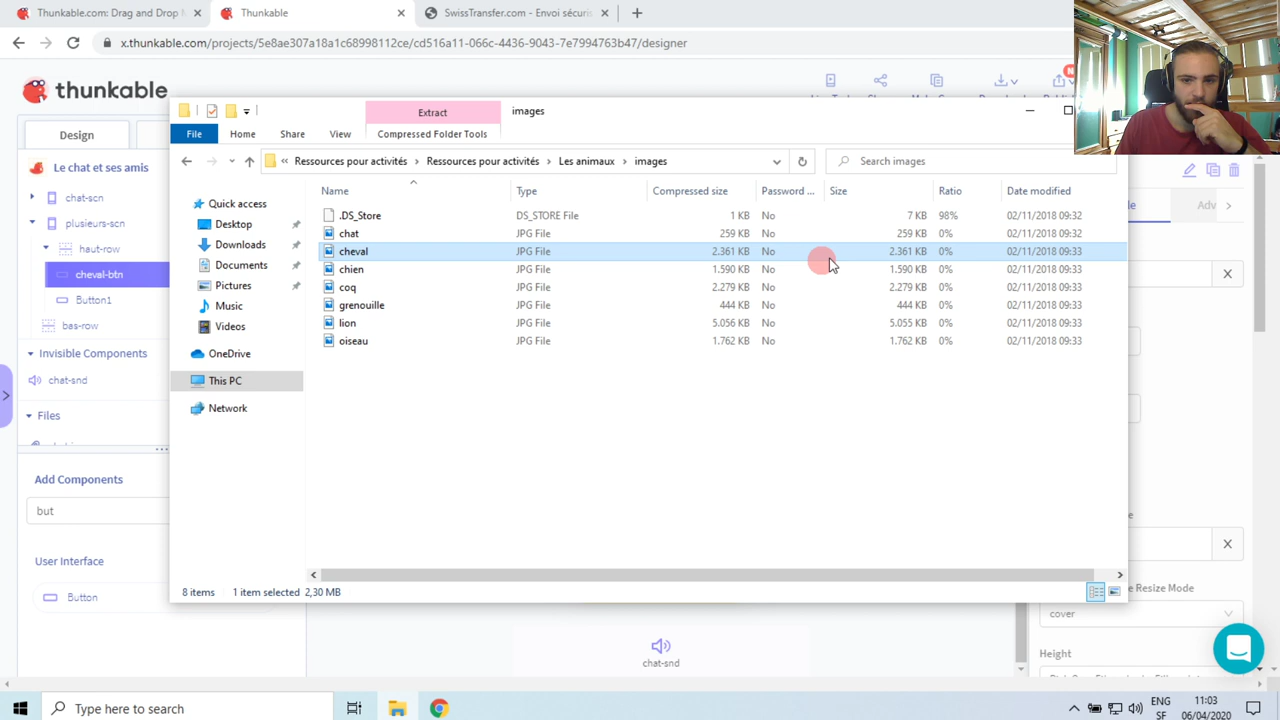 Thunkable.com: Drag and Drop M
Thunkable
SwissTransfer.com - Envoi sécuris
x.thunkable.com/projects/5e8ae307a18a1c68998112ce/cd516a11-066c-4436-9043-7e7994763b47/designer
thunkable
Extract
images
File
Home
Share
View
Compressed Folder Tools
Design
Ressources pour activités
Ressources pour activités
Les animaux
images
Search images
Le chat et ses amis
chat-scn
plusieurs-scn
haut-row
cheval-btn
Button1
bas-row
Invisible Components
chat-snd
Files
Add Components
but
User Interface
Button
Quick access
Desktop
Downloads
Documents
Pictures
Music
Videos
OneDrive
This PC
Network
Name Type Compressed size Password ... Size Ratio Date modified
.DS_Store DS_STORE File 1 KB No 7 KB 98% 02/11/2018 09:32
chat JPG File 259 KB No 259 KB 0% 02/11/2018 09:32
cheval JPG File 2.361 KB No 2.361 KB 0% 02/11/2018 09:33
chien JPG File 1.590 KB No 1.590 KB 0% 02/11/2018 09:33
coq JPG File 2.279 KB No 2.279 KB 0% 02/11/2018 09:33
grenouille JPG File 444 KB No 444 KB 0% 02/11/2018 09:33
lion JPG File 5.056 KB No 5.055 KB 0% 02/11/2018 09:33
oiseau JPG File 1.762 KB No 1.762 KB 0% 02/11/2018 09:33
8 items 1 item selected 2,30 MB
Adv
e Resize Mode
cover
Height
chat-snd
Type here to search
ENG
SF
11:03
06/04/2020